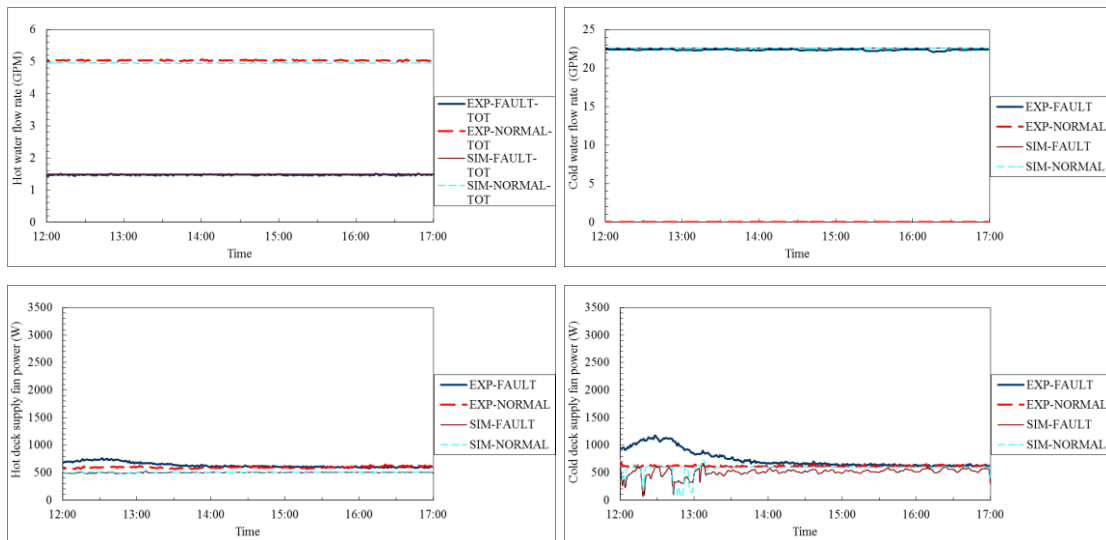 Hot water flow rate (GPM)
6
5
4
3
2
1
0
12:00 13:00 14:00 15:00 16:00 17:00
Time
EXP-FAULT-
TOT
EXP-NORMAL-
TOT
SIM-FAULT-
TOT
SIM-NORMAL-
TOT
Cold water flow rate (GPM)
25
20
15
10
5
0
12:00 13:00 14:00 15:00 16:00 17:00
Time
EXP-FAULT
EXP-NORMAL
SIM-FAULT
SIM-NORMAL
Hot deck supply fan power (W)
3500
3000
2500
2000
1500
1000
500
0
12:00 13:00 14:00 15:00 16:00 17:00
Time
EXP-FAULT
EXP-NORMAL
SIM-FAULT
SIM-NORMAL
Cold deck supply fan power (W)
3500
3000
2500
2000
1500
1000
500
0
12:00 13:00 14:00 15:00 16:00 17:00
Time
EXP-FAULT
EXP-NORMAL
SIM-FAULT
SIM-NORMAL